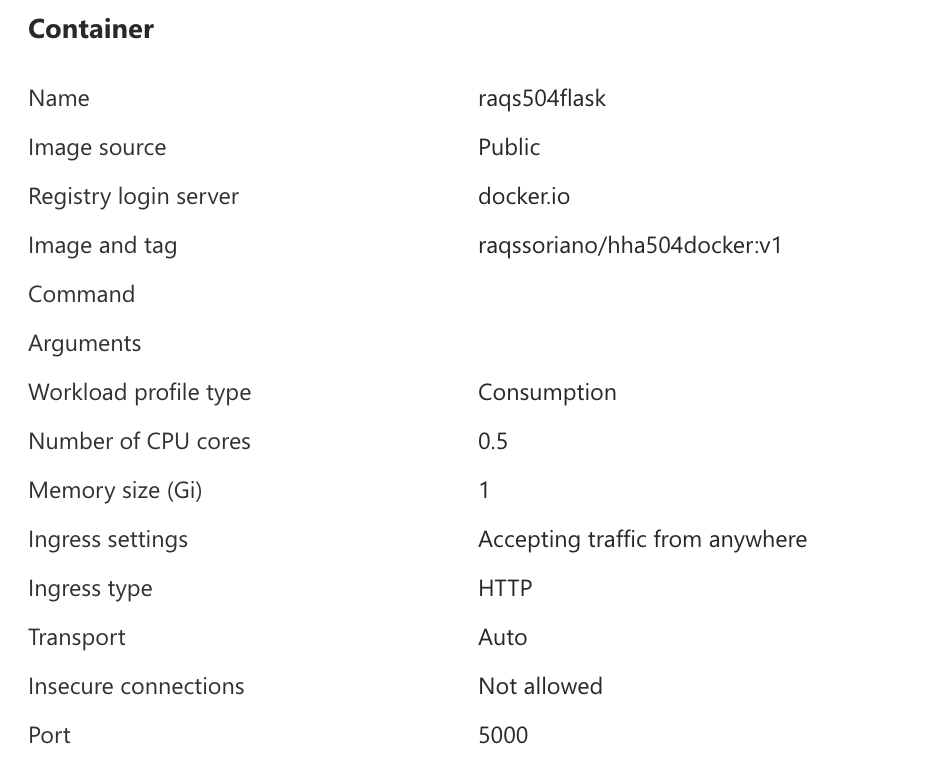 Container
Name raqs504flask
Image source Public
Registry login server docker.io
Image and tag raqssoriano/hha504docker:v1
Command
Arguments
Workload profile type Consumption
Number of CPU cores 0.5
Memory size (Gi) 1
Ingress settings Accepting traffic from anywhere
Ingress type HTTP
Transport Auto
Insecure connections Not allowed
Port 5000